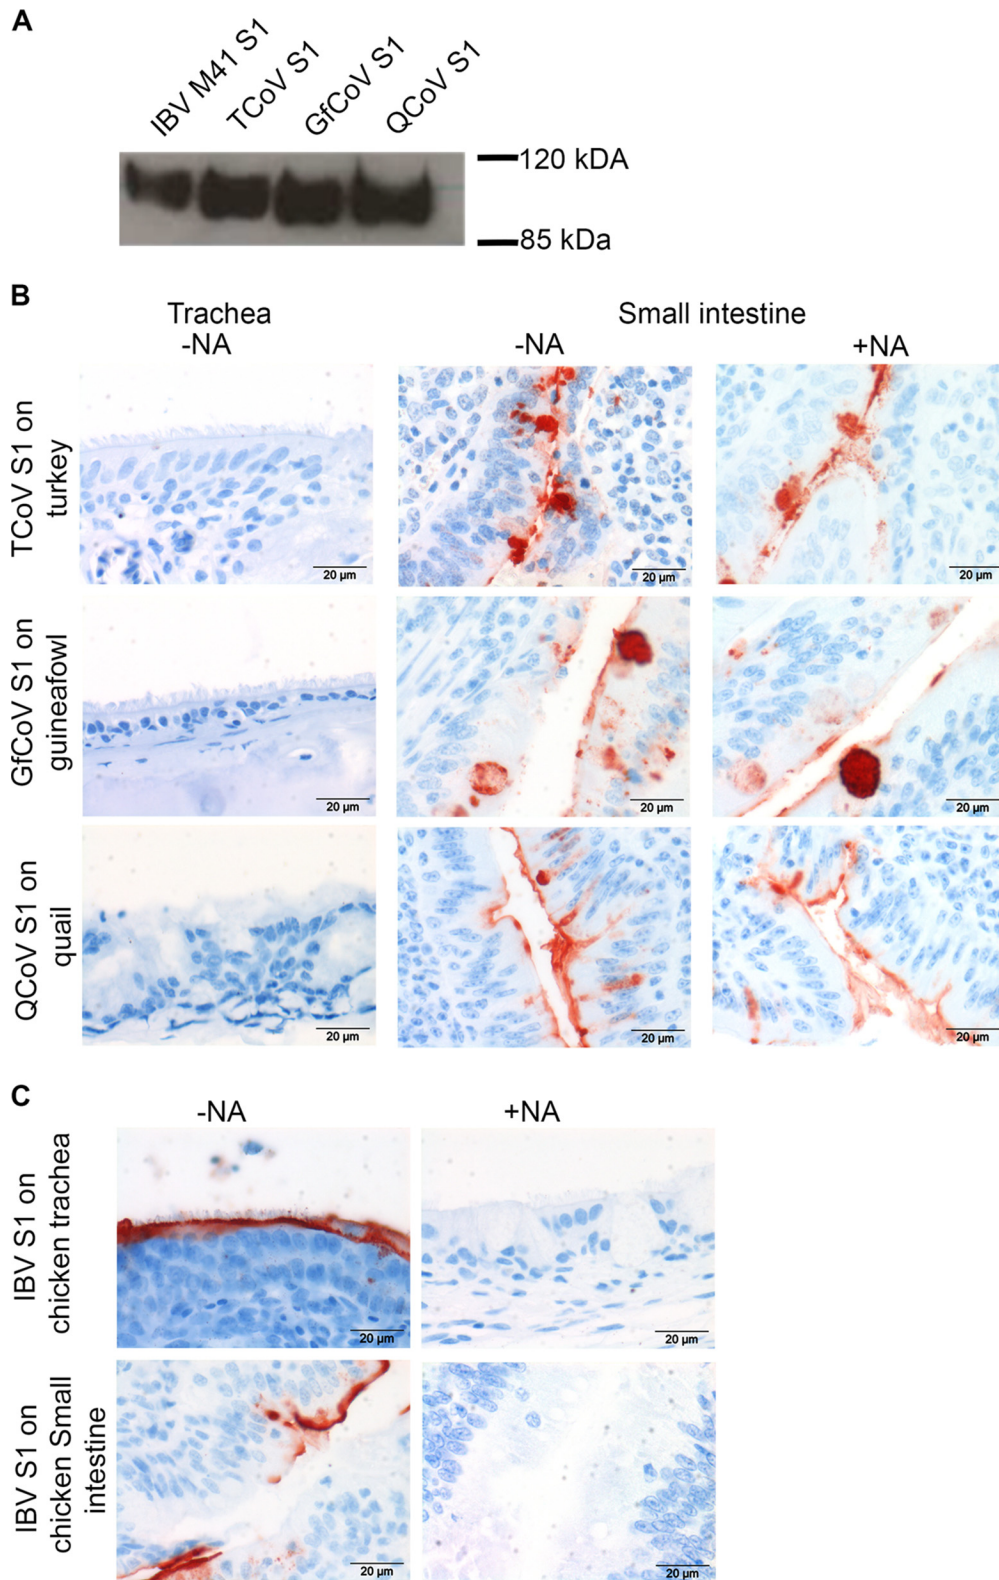 A
IBV M41 S1
TCoV S1
GfCoV S1
QCoV S1
120 kDA
85 kDa
B
Trachea
-NA
Small intestine
-NA
+NA
TCoV S1 on
turkey
20 µm
20 µm
20 µm
GfCoV S1 on
guineafowl
20 µm
20 µm
20 µm
QCoV S1 on
quail
20 µm
20 µm
20 µm
C
-NA
+NA
IBV S1 on
chicken trachea
20 µm
20 µm
IBV S1 on
chicken Small
intestine
20 µm
20 µm